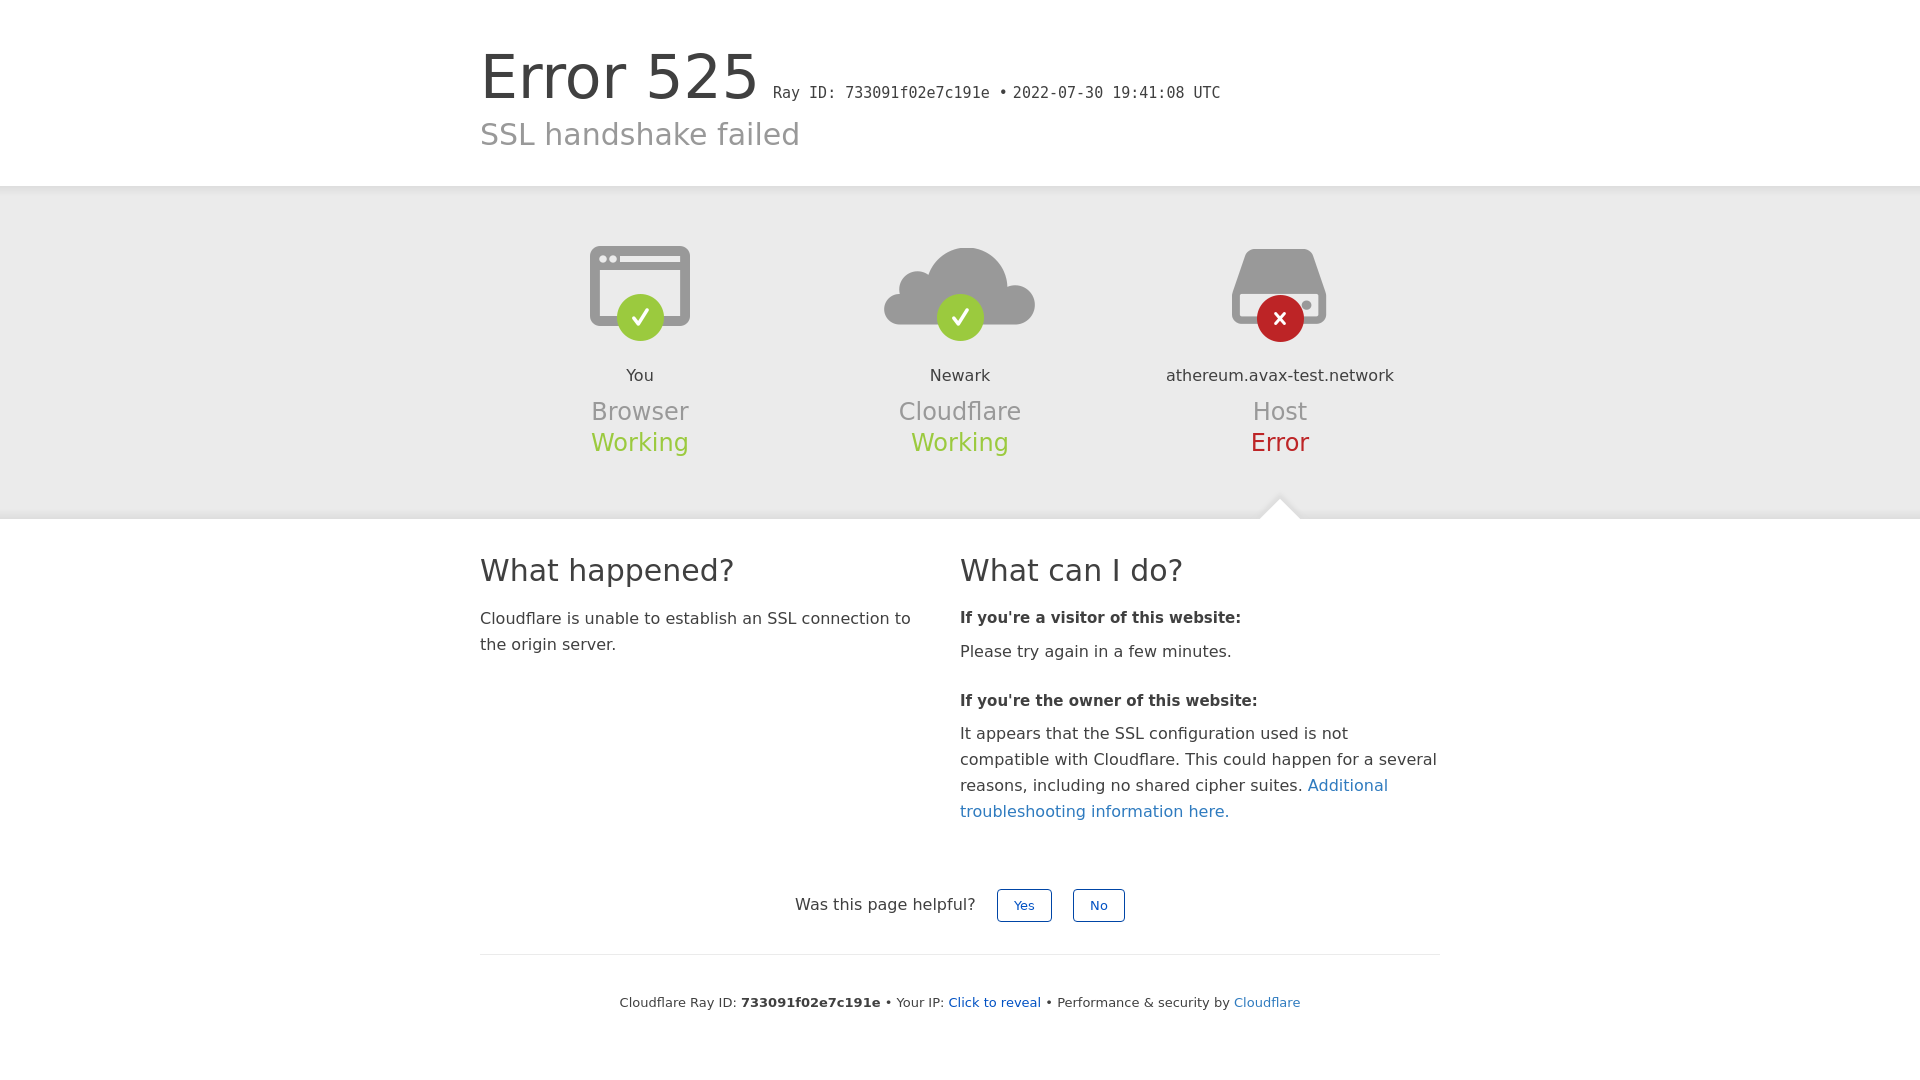 Error 525 Ray ID: 733091f02e7c191e • 2022-07-30 19:41:08 UTC
SSL handshake failed
You
Browser
Working
Newark
Cloudflare
Working
athereum.avax-test.network
Host
Error
What happened?
Cloudflare is unable to establish an SSL connection to
the origin server.
What can I do?
If you're a visitor of this website:
Please try again in a few minutes.
If you're the owner of this website:
It appears that the SSL configuration used is not
compatible with Cloudflare. This could happen for a several
reasons, including no shared cipher suites. Additional
troubleshooting information here.
Was this page helpful? Yes No
Cloudflare Ray ID: 733091f02e7c191e • Your IP: Click to reveal • Performance & security by Cloudflare